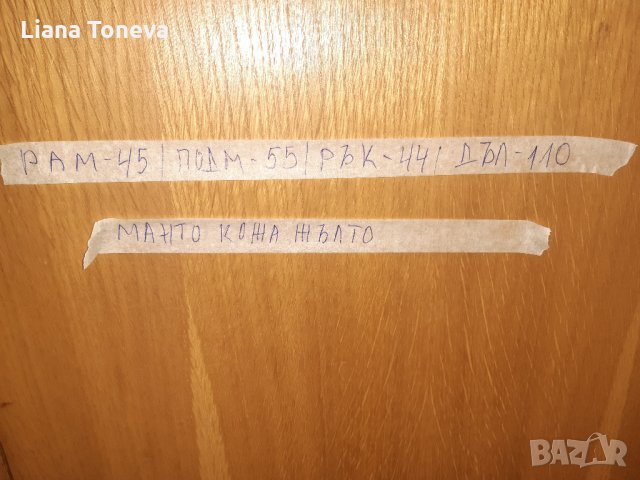 Liana Toneva
РАМ-45/ПОДМ-55/РЪК-44/ДЪЛ-110
МАНТО КОЖА ЖЪЛТО
BAZAR